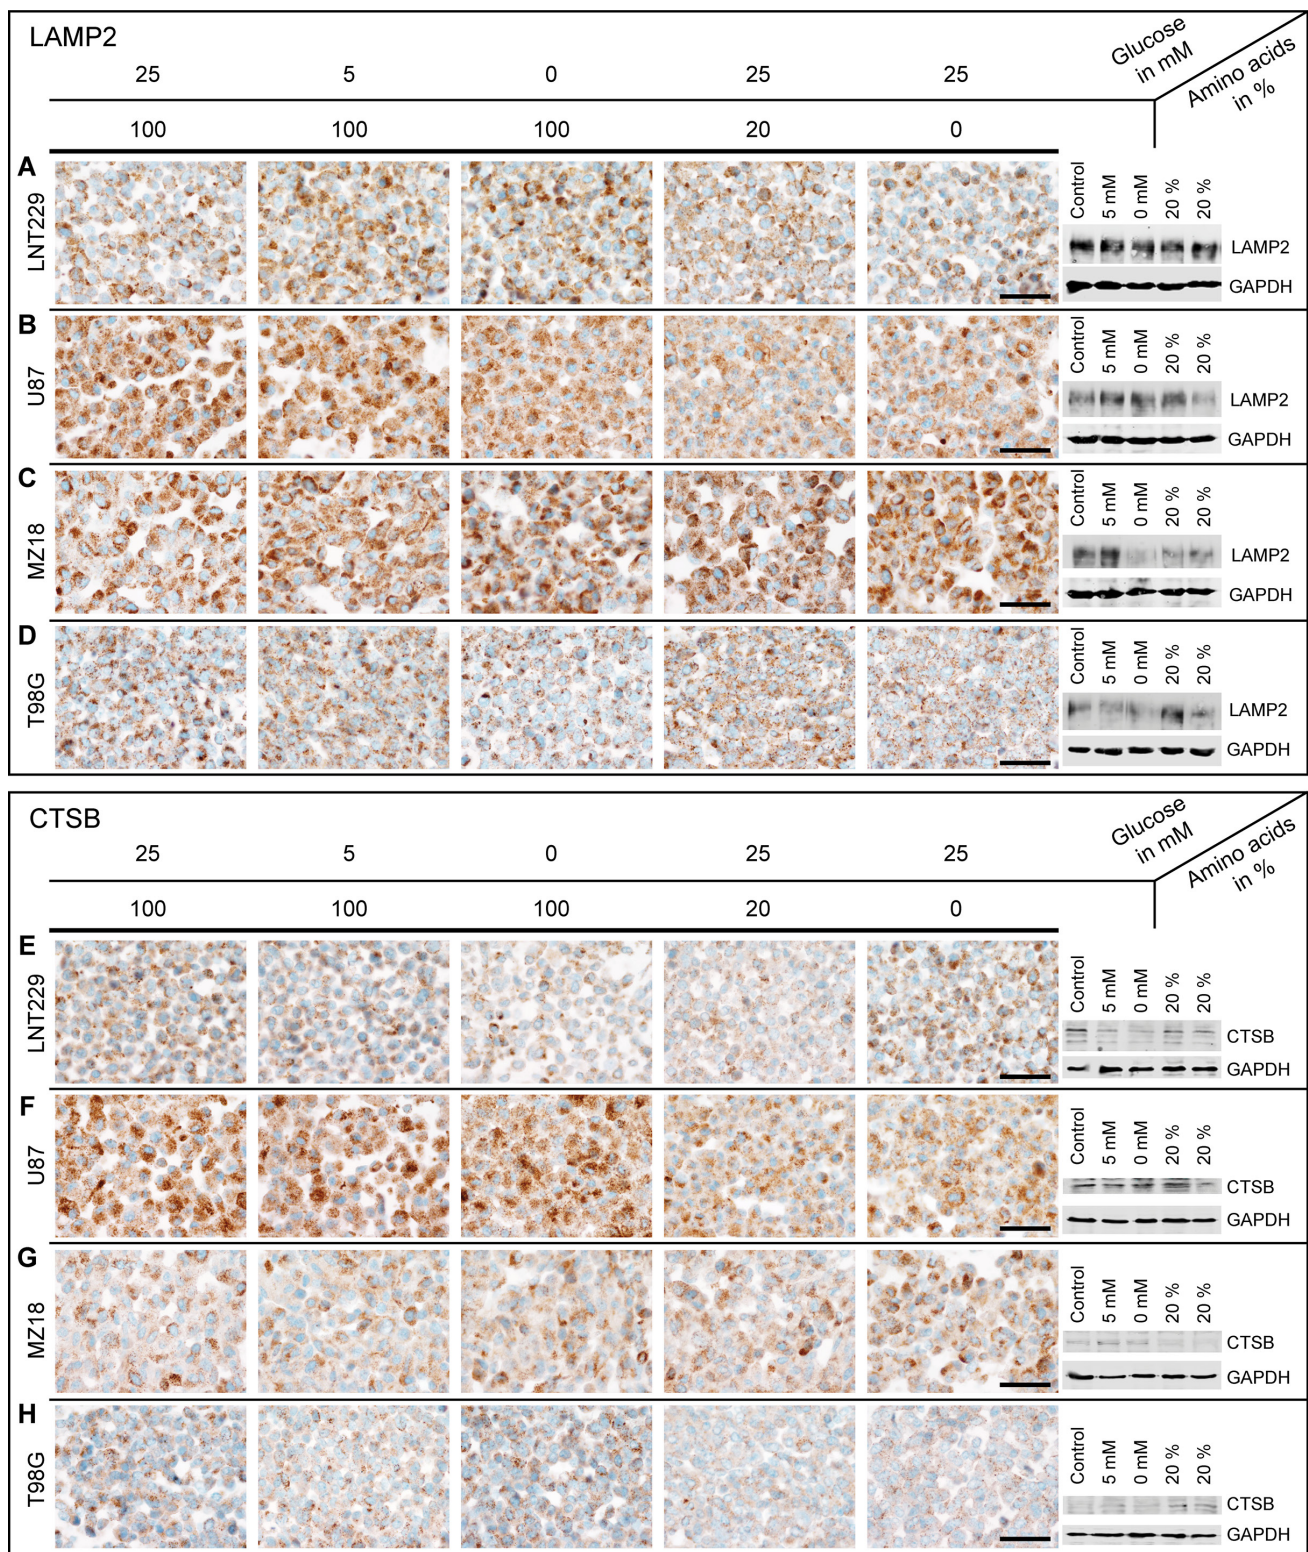 LAMP2
Glucose in mM
Amino acids in %
25 5 0 25 25
100 100 100 20 0
A
LNT229
Control 5 mM 0 mM 20 % 20 %
LAMP2
GAPDH
B
U87
Control 5 mM 0 mM 20 % 20 %
LAMP2
GAPDH
C
MZ18
Control 5 mM 0 mM 20 % 20 %
LAMP2
GAPDH
D
T98G
Control 5 mM 0 mM 20 % 20 %
LAMP2
GAPDH
CTSB
Glucose in mM
Amino acids in %
25 5 0 25 25
100 100 100 20 0
E
LNT229
Control 5 mM 0 mM 20 % 20 %
CTSB
GAPDH
F
U87
Control 5 mM 0 mM 20 % 20 %
CTSB
GAPDH
G
MZ18
Control 5 mM 0 mM 20 % 20 %
CTSB
GAPDH
H
T98G
Control 5 mM 0 mM 20 % 20 %
CTSB
GAPDH